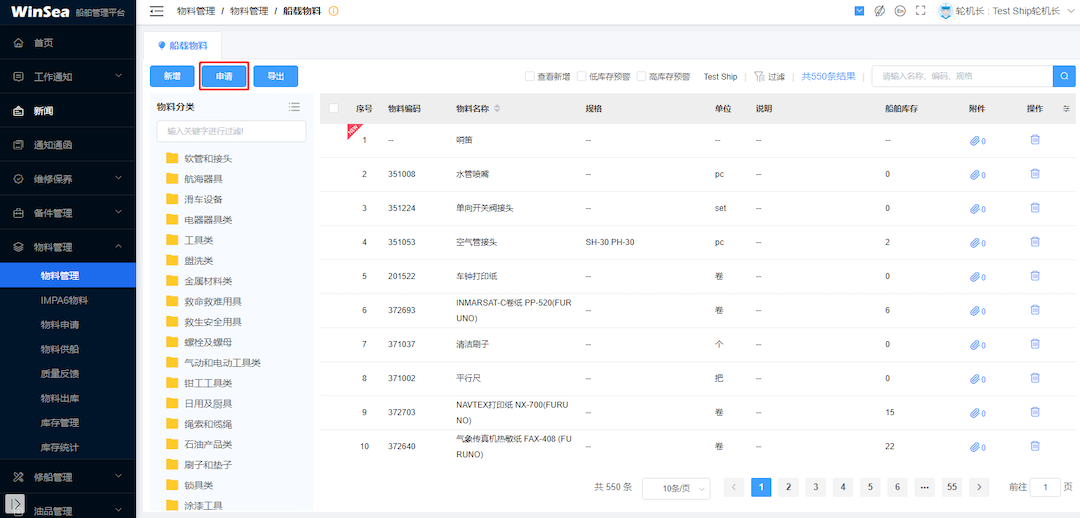 WinSea 船舶管理平台
物料管理 / 物料管理 / 船载物料
En 轮机长 : Test Ship轮机长
首页
工作通知
新闻
通知通函
维修保养
备件管理
物料管理
物料管理
IMPA6物料
物料申请
物料供船
质量反馈
物料出库
库存管理
库存统计
修船管理
油品管理
船载物料
新增 申请 导出
查看新增 低库存预警 高库存预警 Test Ship 过滤 共550条结果 请输入名称、编码、规格
物料分类
输入关键字进行过滤!
软管和接头
航海器具
滑车设备
电器器具类
工具类
盥洗类
金属材料类
救命救难用具
救生安全用具
螺栓及螺母
气动和电动工具类
钳工工具类
日用及厨具
绳索和缆绳
石油产品类
刷子和垫子
锁具类
涂漆工具
序号 物料编码 物料名称 规格 单位 说明 船舶库存 附件 操作
1 -- 哨笛 -- -- -- -- 0
2 351008 水管喷嘴 -- pc -- 0 0
3 351224 单向开关阀接头 -- set -- 0 0
4 351053 空气管接头 SH-30 PH-30 pc -- 2 0
5 201522 车钟打印纸 -- 卷 -- 0 0
6 372693 INMARSAT-C卷纸 PP-520(FUR -- 卷 -- 6 0
UNO)
7 371037 清洁刷子 -- 个 -- 0 0
8 371002 平行尺 -- 把 -- 0 0
9 372703 NAVTEX打印纸 NX-700(FURU -- 卷 -- 15 0
NO)
10 372640 气象传真机热敏纸 FAX-408 (FU -- 卷 -- 22 0
RUNO)
共 550 条 10条/页 1 2 3 4 5 6 ••• 55 前往 1 页